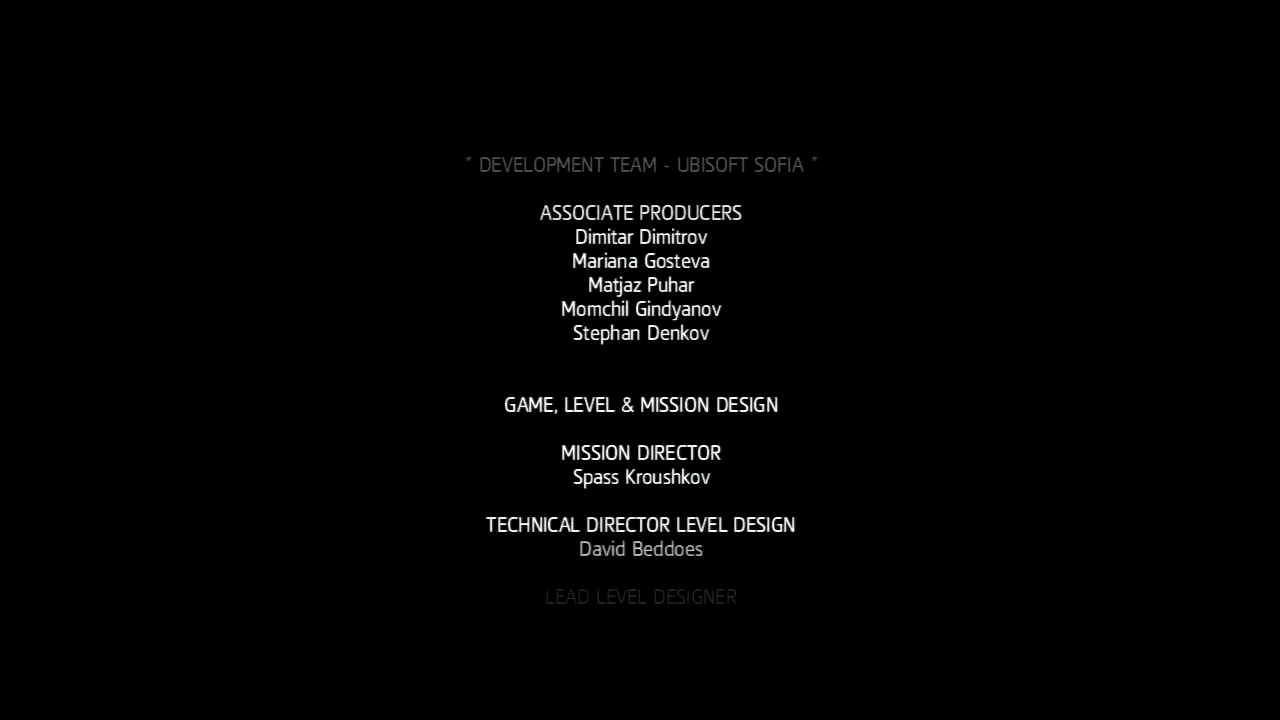 * DEVELOPMENT TEAM - UBISOFT SOFIA *
ASSOCIATE PRODUCERS
Dimitar Dimitrov
Mariana Gosteva
Matjaz Puhar
Momchil Gindyanov
Stephan Denkov
GAME, LEVEL & MISSION DESIGN
MISSION DIRECTOR
Spass Kroushkov
TECHNICAL DIRECTOR LEVEL DESIGN
David Beddoes
LEAD LEVEL DESIGNER